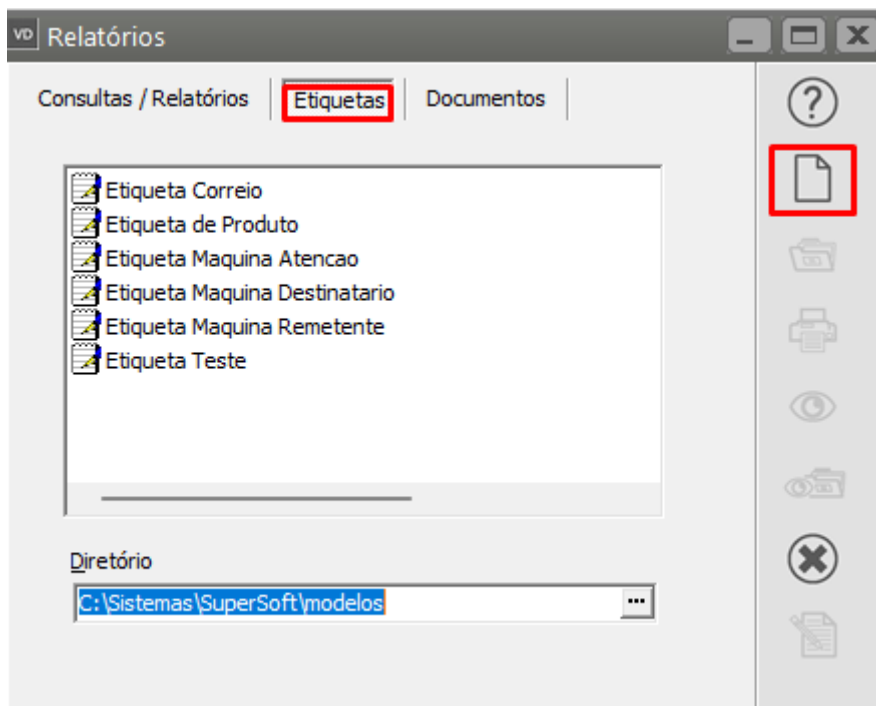 VD Relatórios
Consultas / Relatórios Etiquetas Documentos
?
Etiqueta Correio
Etiqueta de Produto
Etiqueta Maquina Atencao
Etiqueta Maquina Destinatario
Etiqueta Maquina Remetente
Etiqueta Teste
Diretório
C:\Sistemas\SuperSoft\modelos ...